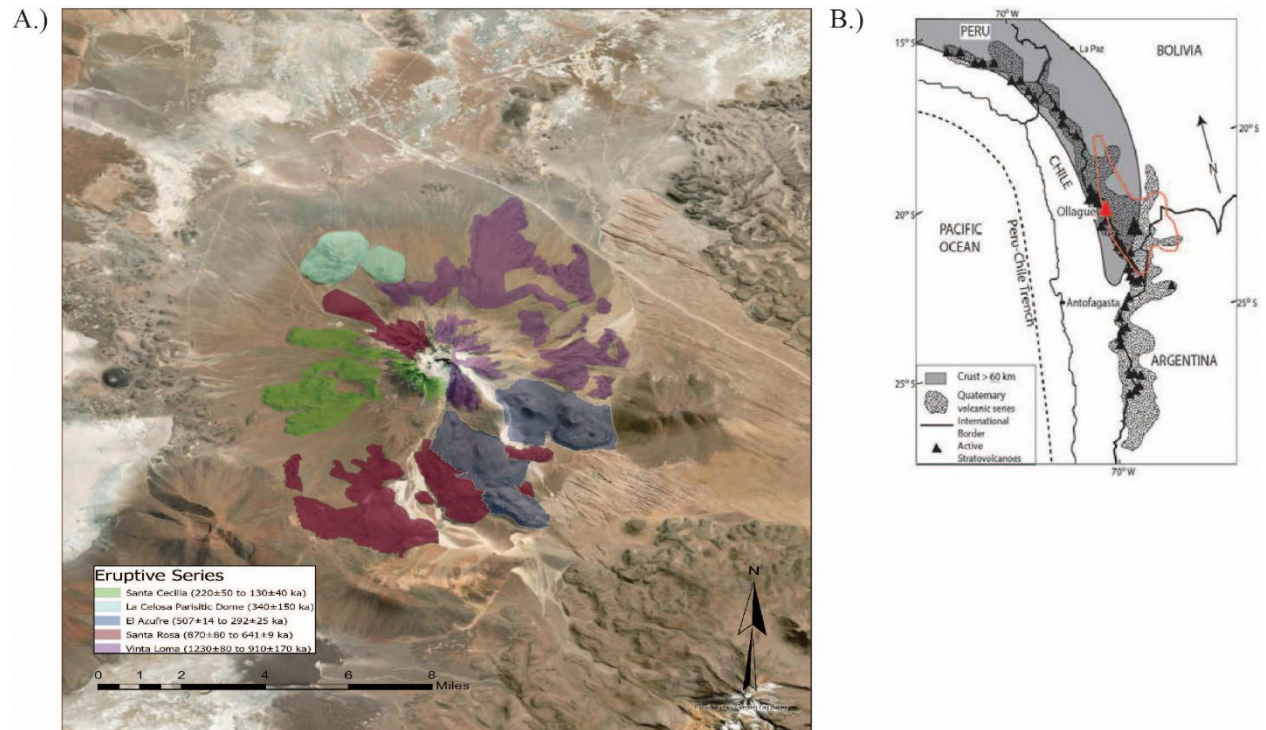 A.)
Eruptive Series
Santa Cecilia (220±50 to 130±40 ka)
La Celosa Parisitic Dome (340±150 ka)
El Azufre (507±14 to 292±25 ka)
Santa Rosa (870±80 to 641±9 ka)
Vinta Loma (1230±80 to 910±170 ka)
0 2 4 6 8
Miles
N
B.)
70°W
PERU
15°S
La Paz
BOLIVIA
20°S
N
CHILE
Ollague
20°S
PACIFIC
OCEAN
Peru-Chile Trench
Antofagasta
25°S
ARGENTINA
25°S
Crust > 60 km
Quaternary
volcanic series
International
Border
Active
Stratovolcanoes
70°W